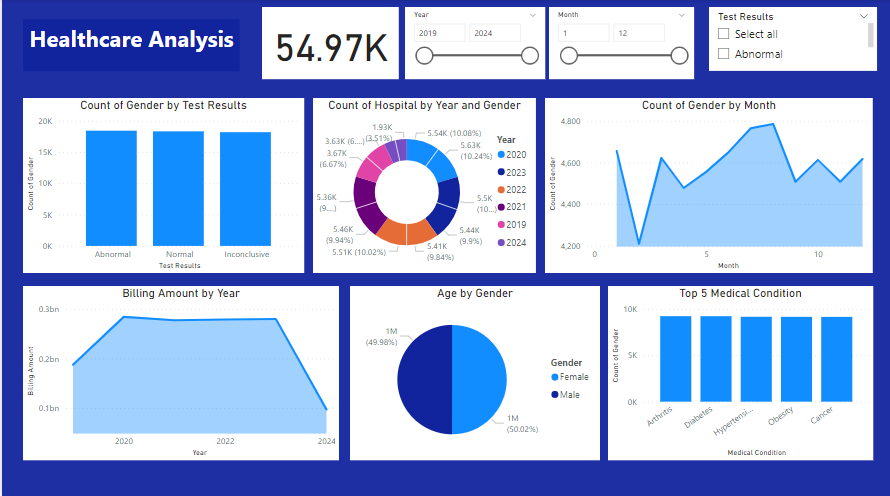 Healthcare Analysis
54.97K
Year
2019 2024
Month
1 12
Test Results
Select all
Abnormal
Count of Gender by Test Results
20K
15K
10K
5K
0K
Count of Gender
Abnormal Normal Inconclusive
Test Results
Count of Hospital by Year and Gender
1.93K
(3.51%)
5.54K (10.08%)
5.63K
(10.24%)
5.5K
(10...)
5.44K
(9.9%)
5.41K
(9.84%)
5.51K (10.02%)
5.46K
(9.94%)
5.36K
(9....)
3.67K
(6.67%)
3.63K (6....)
Year
2020
2023
2022
2021
2019
2024
Count of Gender by Month
4,800
4,600
4,400
4,200
Count of Gender
0 5 10
Month
Billing Amount by Year
0.3bn
0.2bn
0.1bn
Billing Amount
2020 2022 2024
Year
Age by Gender
1M
(49.98%)
1M
(50.02%)
Gender
Female
Male
Top 5 Medical Condition
10K
5K
0K
Count of Gender
Arthritis Diabetes Hypertensi... Obesity Cancer
Medical Condition